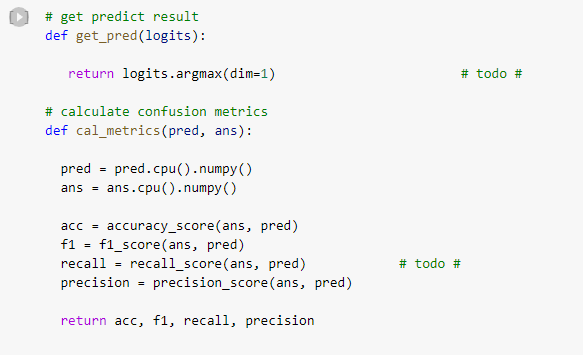 # get predict result
def get_pred(logits):
return logits.argmax(dim=1) # todo #
# calculate confusion metrics
def cal_metrics(pred, ans):
pred = pred.cpu().numpy()
ans = ans.cpu().numpy()
acc = accuracy_score(ans, pred)
f1 = f1_score(ans, pred)
recall = recall_score(ans, pred) # todo #
precision = precision_score(ans, pred)
return acc, f1, recall, precision